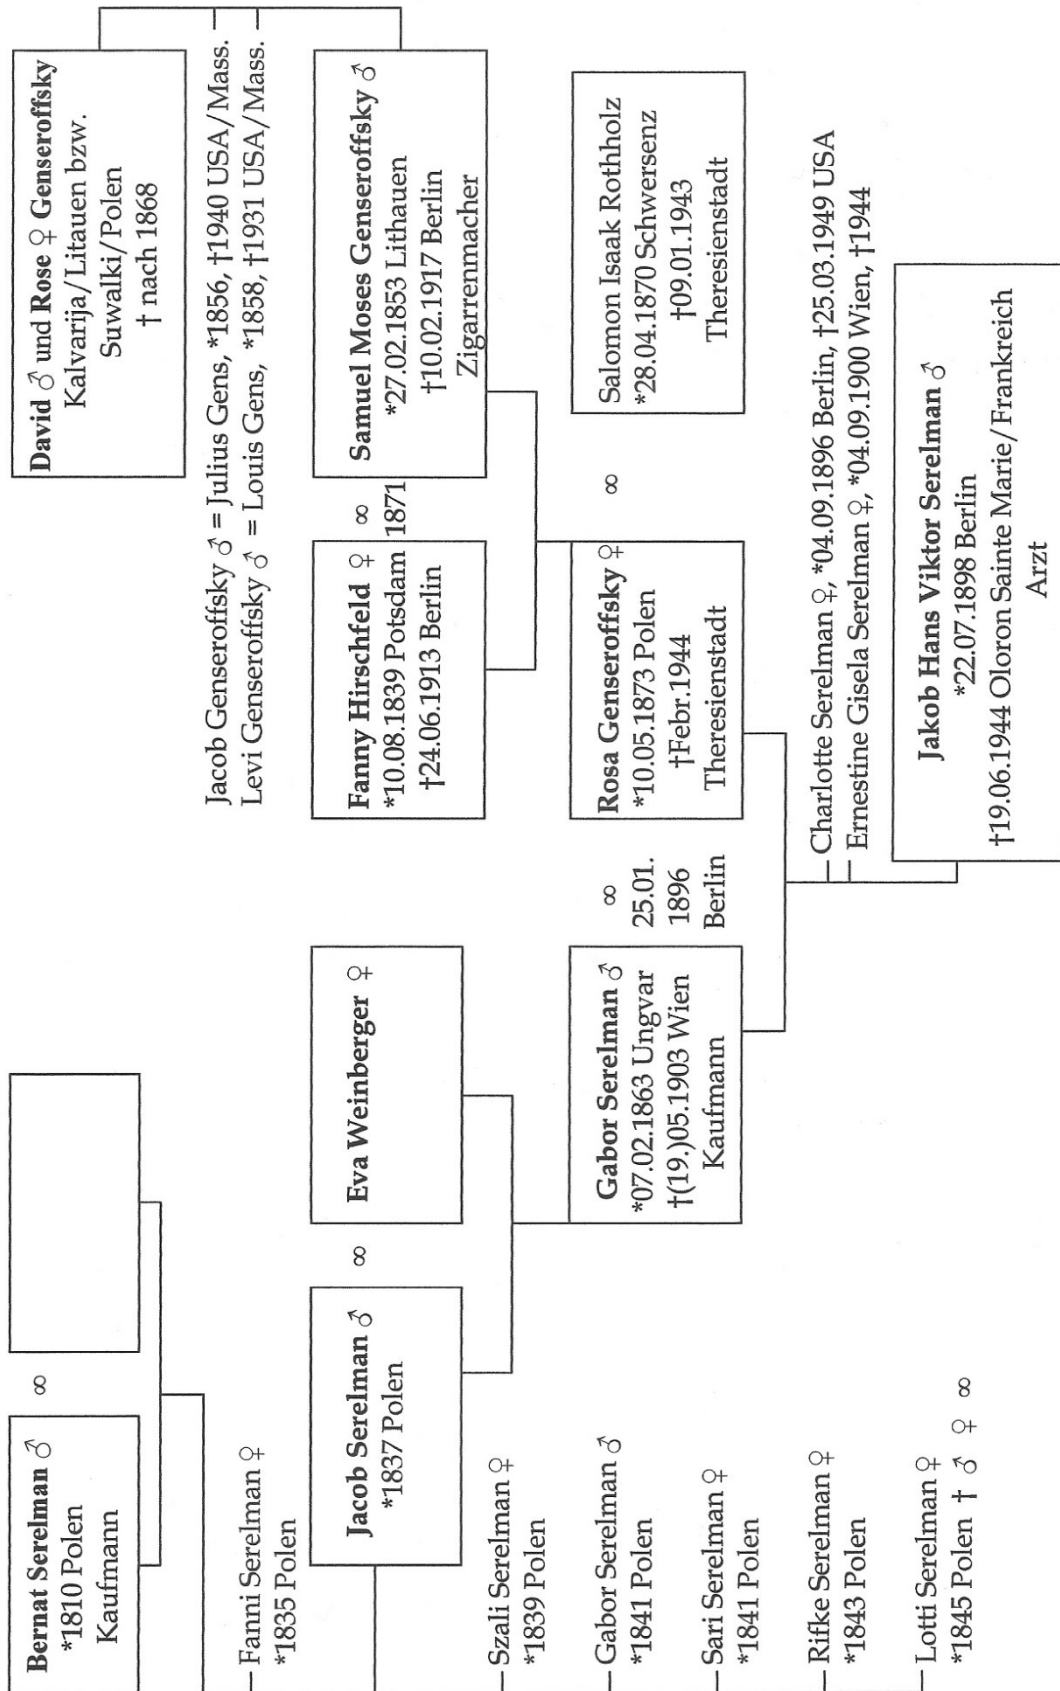 Bernat Serelman ♂
*1810 Polen
Kaufmann
∞
David ♂ und Rose ♀ Genseroffsky
Kalvarija/Litauen bzw.
Suwalki/Polen
† nach 1868
Fanni Serelman ♀
*1835 Polen
Jacob Genseroffsky ♂ = Julius Gens, *1856, †1940 USA/Mass.
Levi Genseroffsky ♂ = Louis Gens, *1858, †1931 USA/Mass.
Jacob Serelman ♂
*1837 Polen
∞
Eva Weinberger ♀
Fanny Hirschfeld ♀
*10.08.1839 Potsdam
†24.06.1913 Berlin
∞
1871
Samuel Moses Genseroffsky ♂
*27.02.1853 Lithauen
†10.02.1917 Berlin
Zigarrenmacher
Szali Serelman ♀
*1839 Polen
Gabor Serelman ♂
*1841 Polen
Sari Serelman ♀
*1841 Polen
Gabor Serelman ♂
*07.02.1863 Ungvar
†(19.)05.1903 Wien
Kaufmann
∞
25.01.
1896
Berlin
Rosa Genseroffsky ♀
*10.05.1873 Polen
†Febr.1944
Theresienstadt
∞
Salomon Isaak Rothholz
*28.04.1870 Schwersenz
†09.01.1943
Theresienstadt
Rifke Serelman ♀
*1843 Polen
Charlotte Serelman ♀, *04.09.1896 Berlin, †25.03.1949 USA
Ernestine Gisela Serelman ♀, *04.09.1900 Wien, †1944
Lotti Serelman ♀
*1845 Polen † ♂ ♀ ∞
Jakob Hans Viktor Serelman ♂
*22.07.1898 Berlin
†19.06.1944 Oloron Sainte Marie/Frankreich
Arzt